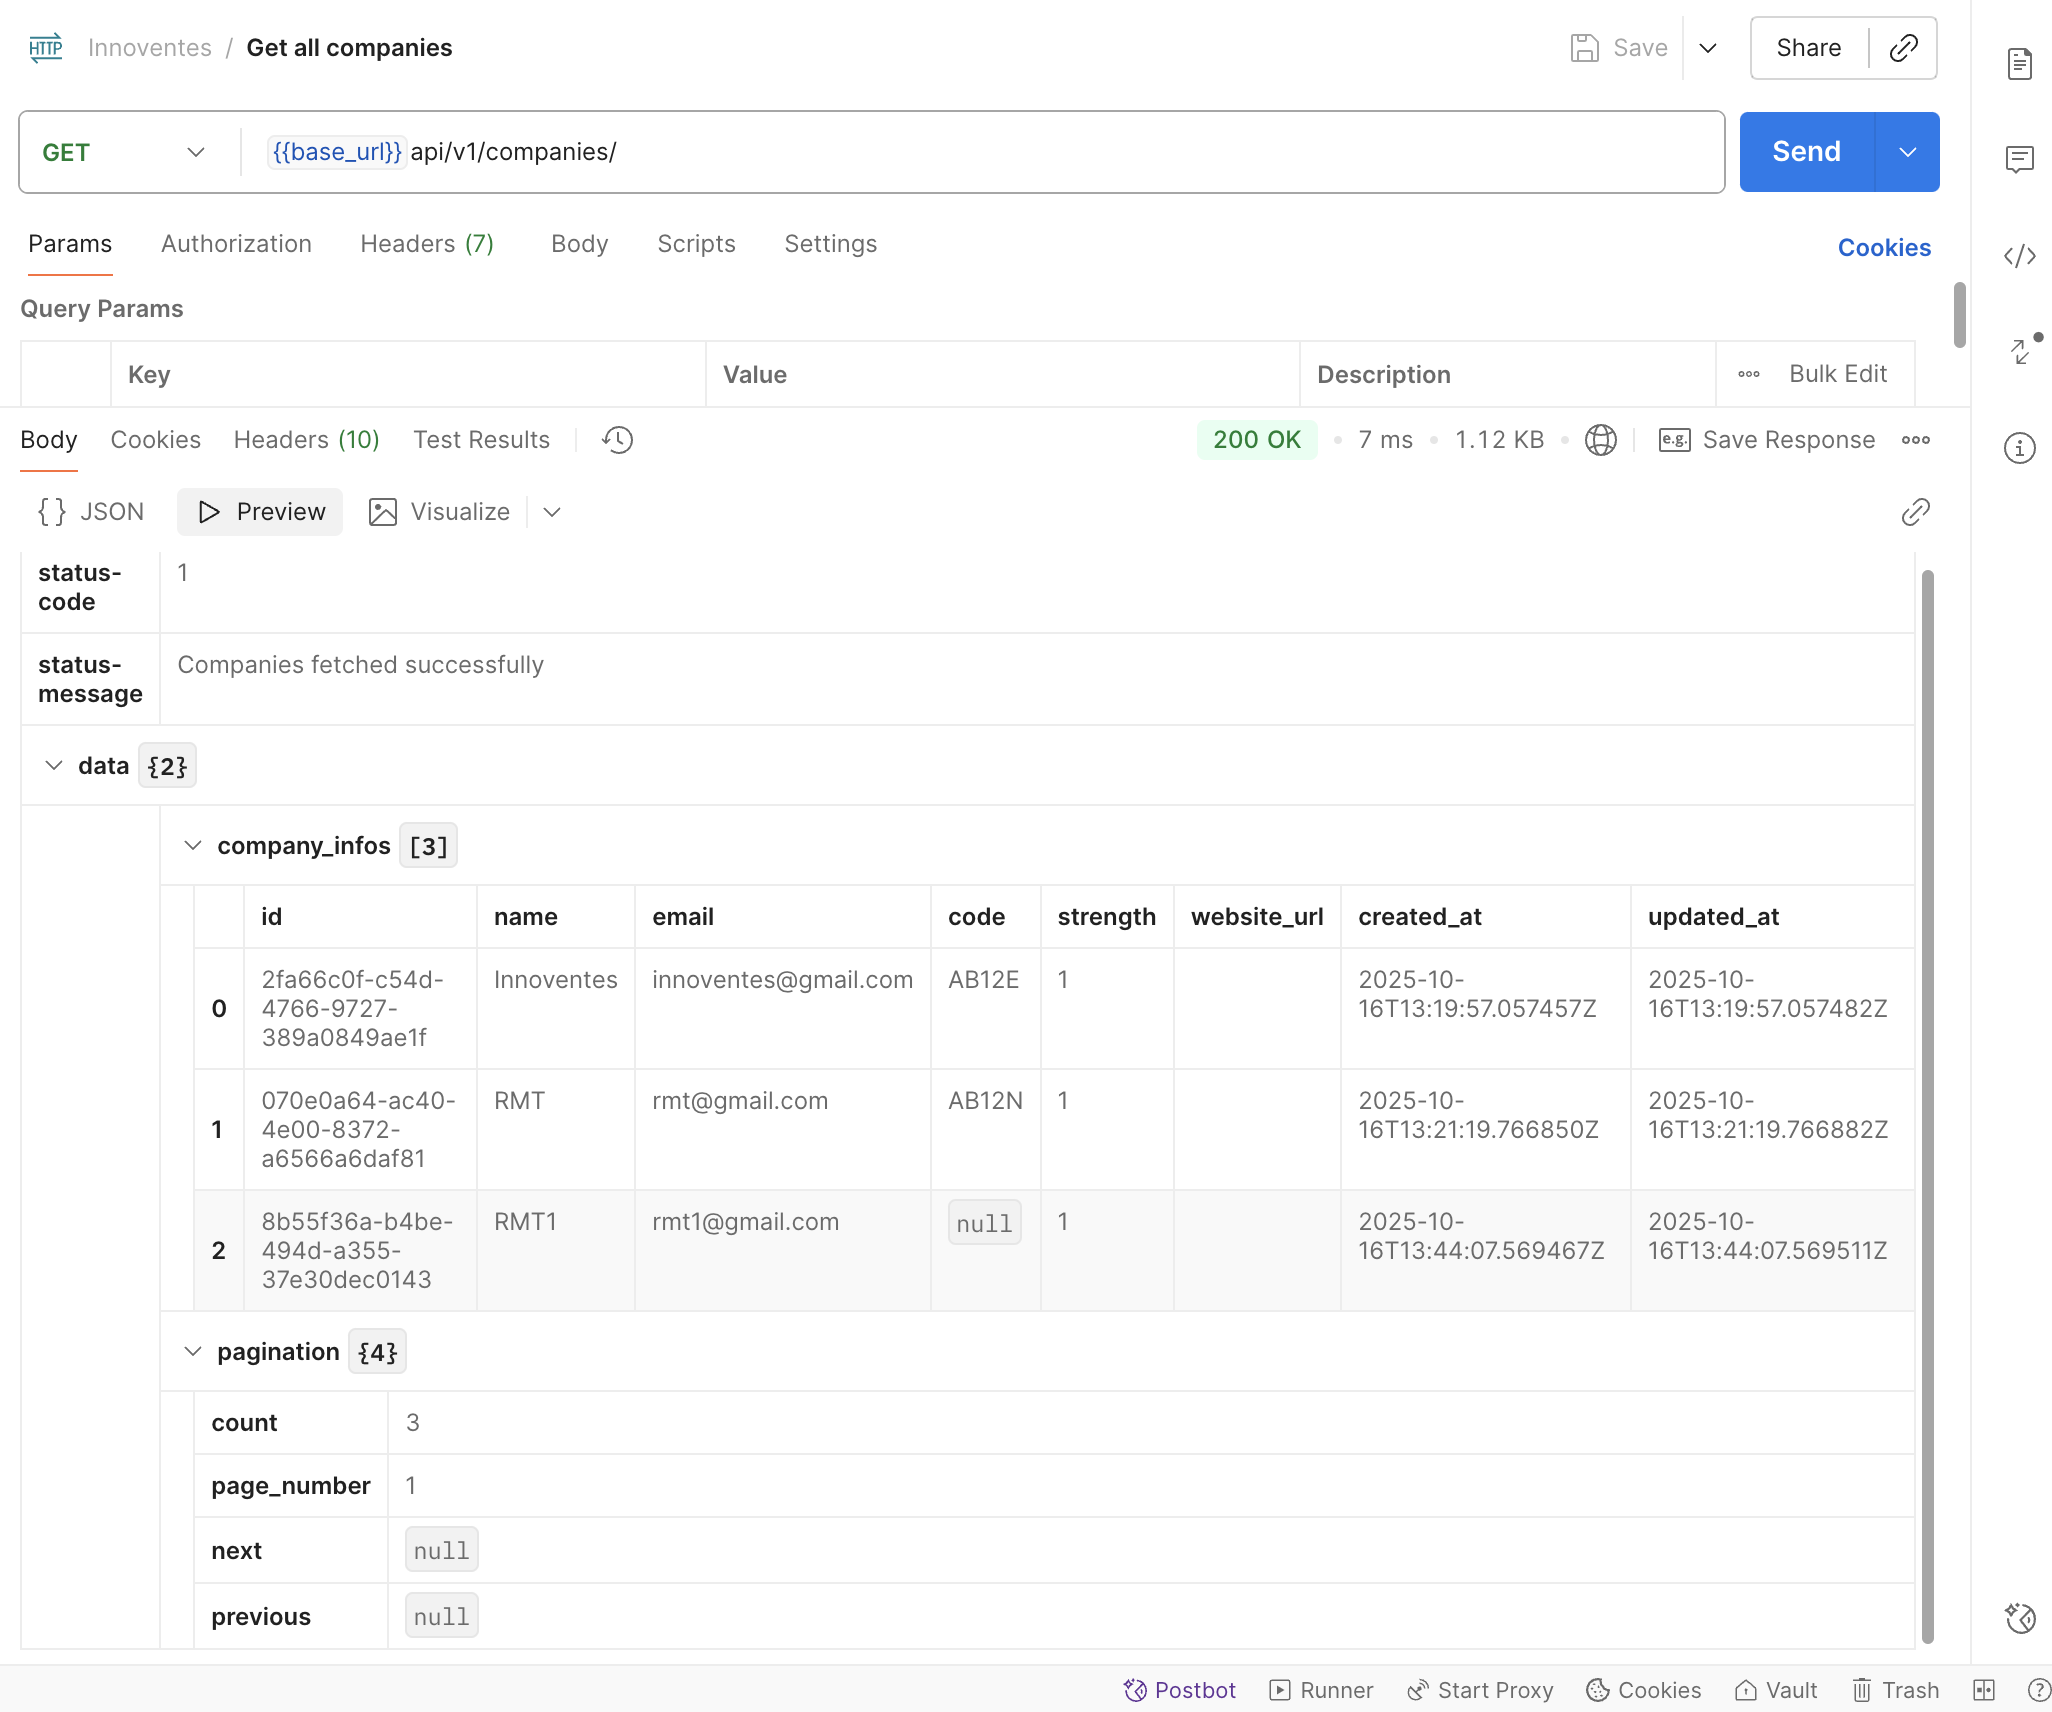 HTTP Innoventes / Get all companies Save Share
GET {{base_url}} api/v1/companies/ Send
Params Authorization Headers (7) Body Scripts Settings Cookies
Query Params
Key Value Description Bulk Edit
Body Cookies Headers (10) Test Results 200 OK 7 ms 1.12 KB e.g. Save Response
{} JSON Preview Visualize
status-code 1
status-message Companies fetched successfully
data {2}
company_infos [3]
id name email code strength website_url created_at updated_at
0 2fa66c0f-c54d-4766-9727-389a0849ae1f Innoventes innoventes@gmail.com AB12E 1 2025-10-16T13:19:57.057457Z 2025-10-16T13:19:57.057482Z
1 070e0a64-ac40-4e00-8372-a6566a6daf81 RMT rmt@gmail.com AB12N 1 2025-10-16T13:21:19.766850Z 2025-10-16T13:21:19.766882Z
2 8b55f36a-b4be-494d-a355-37e30dec0143 RMT1 rmt1@gmail.com null 1 2025-10-16T13:44:07.569467Z 2025-10-16T13:44:07.569511Z
pagination {4}
count 3
page_number 1
next null
previous null
Postbot Runner Start Proxy Cookies Vault Trash